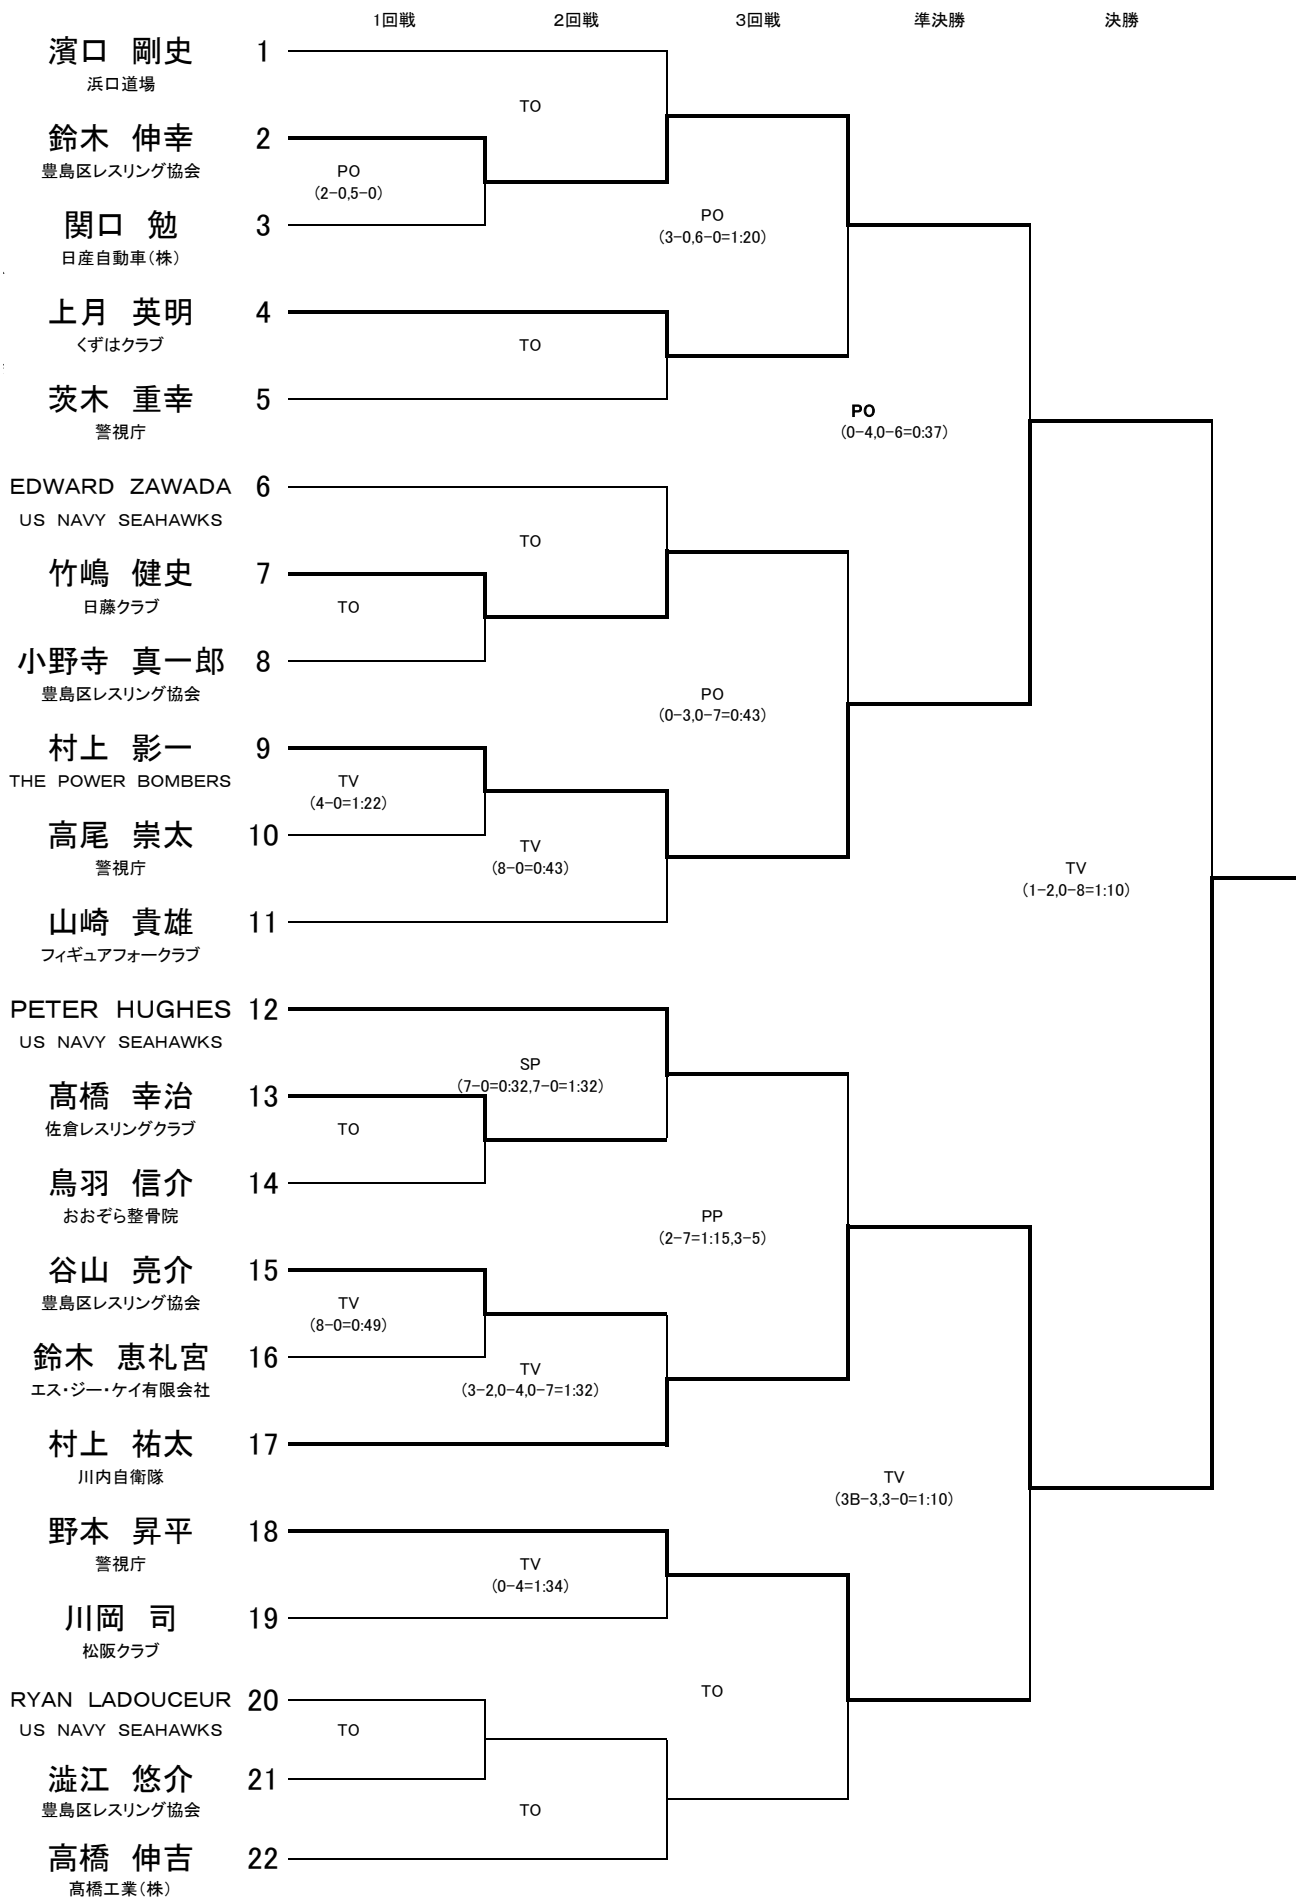 1回戦 2回戦 3回戦 準決勝 決勝
濱口 剛史 1
浜口道場
TO
鈴木 伸幸 2
豊島区レスリング協会
PO
(2-0,5-0)
関口 勉 3
日産自動車(株)
PO
(3-0,6-0=1:20)
上月 英明 4
くずはクラブ
TO
茨木 重幸 5
警視庁
PO
(0-4,0-6=0:37)
EDWARD ZAWADA 6
US NAVY SEAHAWKS
TO
竹嶋 健史 7
日藤クラブ
TO
小野寺 真一郎 8
豊島区レスリング協会
PO
(0-3,0-7=0:43)
村上 影一 9
THE POWER BOMBERS
TV
(4-0=1:22)
高尾 崇太 10
警視庁
TV
(8-0=0:43)
TV
(1-2,0-8=1:10)
山崎 貴雄 11
フィギュアフォークラブ
PETER HUGHES 12
US NAVY SEAHAWKS
SP
(7-0=0:32,7-0=1:32)
髙橋 幸治 13
佐倉レスリングクラブ
TO
鳥羽 信介 14
おおぞら整骨院
PP
(2-7=1:15,3-5)
谷山 亮介 15
豊島区レスリング協会
TV
(8-0=0:49)
鈴木 恵礼宮 16
エス・ジー・ケイ有限会社
TV
(3-2,0-4,0-7=1:32)
村上 祐太 17
川内自衛隊
TV
(3B-3,3-0=1:10)
野本 昇平 18
警視庁
TV
(0-4=1:34)
川岡 司 19
松阪クラブ
TO
RYAN LADOUCEUR 20
US NAVY SEAHAWKS
TO
澁江 悠介 21
豊島区レスリング協会
TO
高橋 伸吉 22
髙橋工業(株)